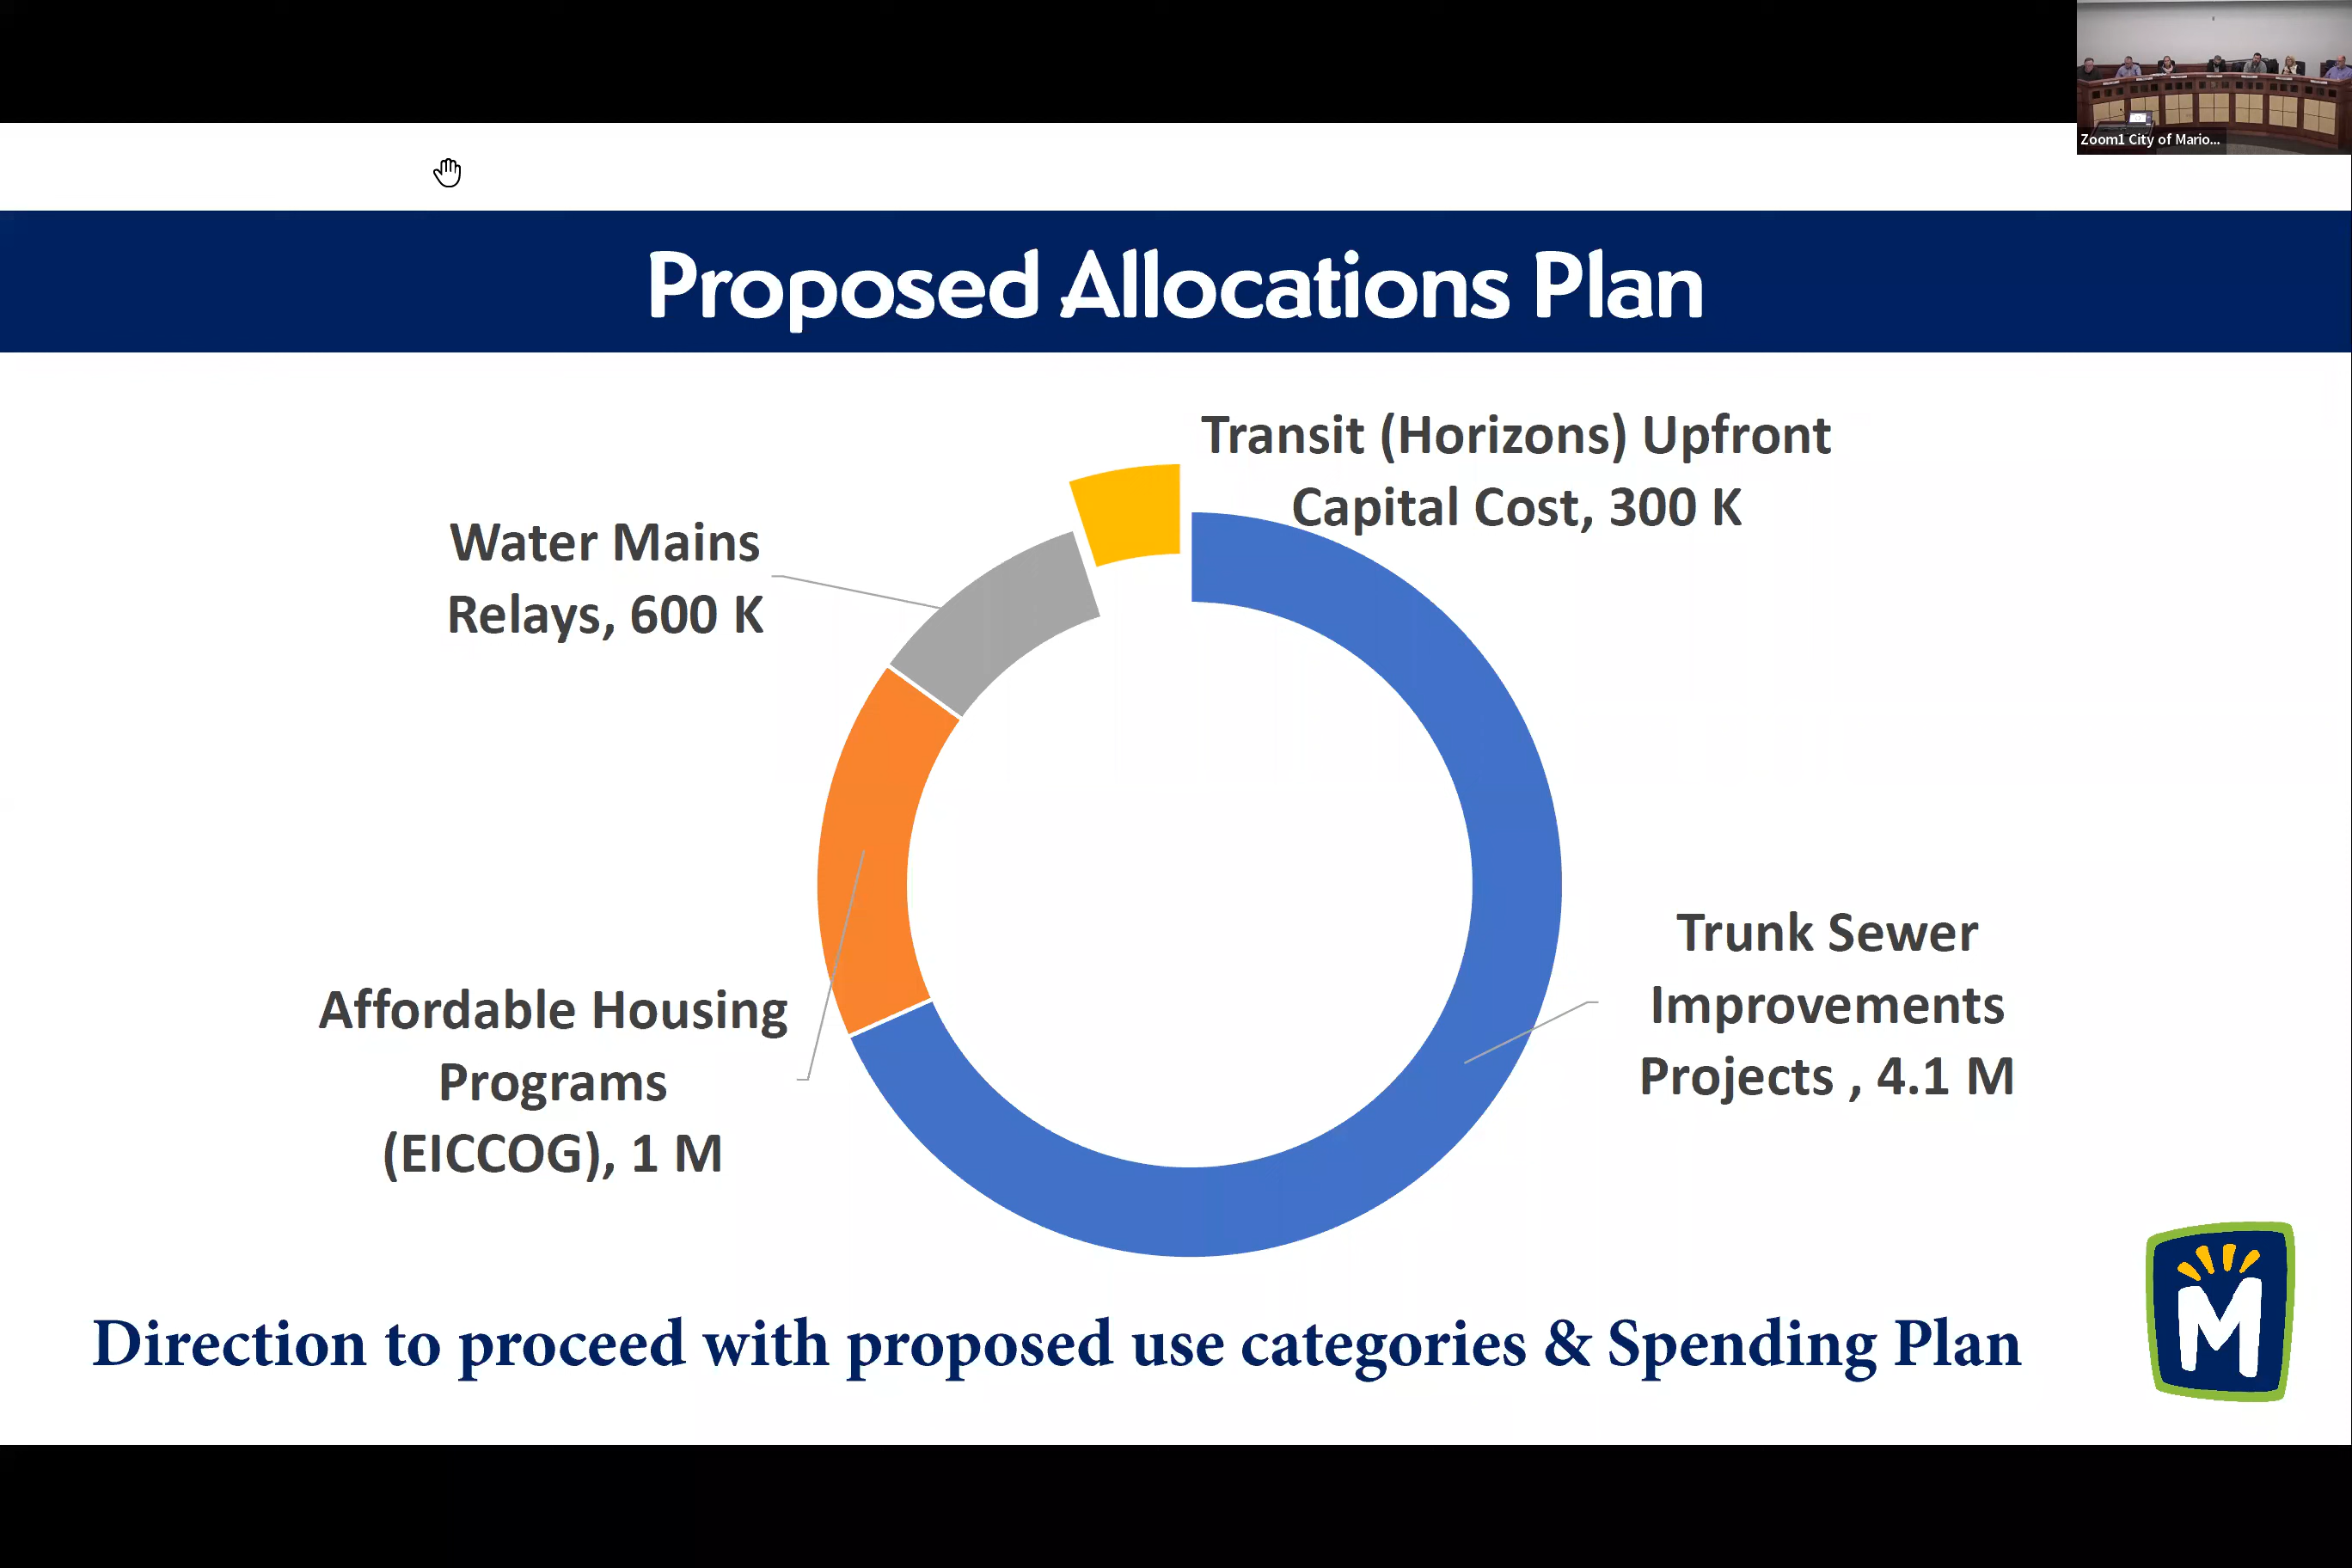 Zoom1 City of Mario...
Proposed Allocations Plan
Transit (Horizons) Upfront
Capital Cost, 300 K
Water Mains
Relays, 600 K
Trunk Sewer
Improvements
Projects , 4.1 M
Affordable Housing
Programs
(EICCOG), 1 M
Direction to proceed with proposed use categories & Spending Plan
M